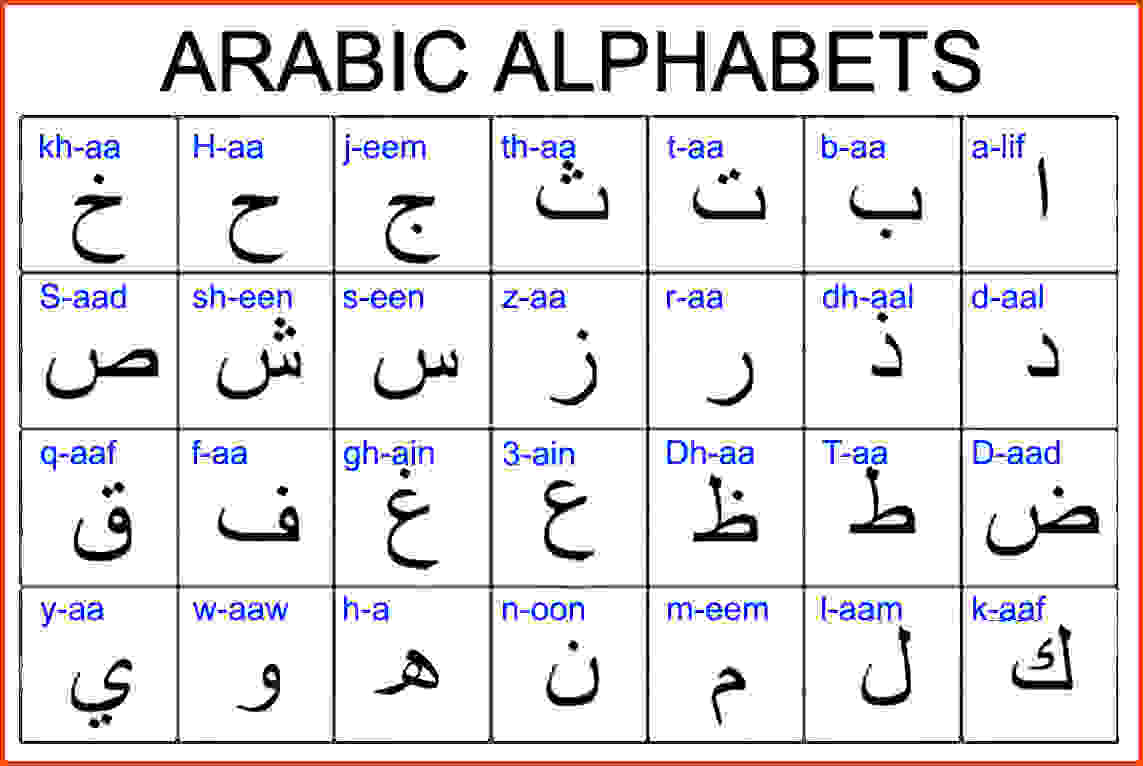 ARABIC ALPHABETS
kh-aa H-aa j-eem th-aa t-aa b-aa a-lif
ا ب ت ث ج ح خ
S-aad sh-een s-een z-aa r-aa dh-aal d-aal
د ذ ر ز س ش ص
q-aaf f-aa gh-ain 3-ain Dh-aa T-aa D-aad
ض ط ظ ع غ ف ق
y-aa w-aaw h-a n-oon m-eem l-aam k-aaf
ك ل م ن ه و ي